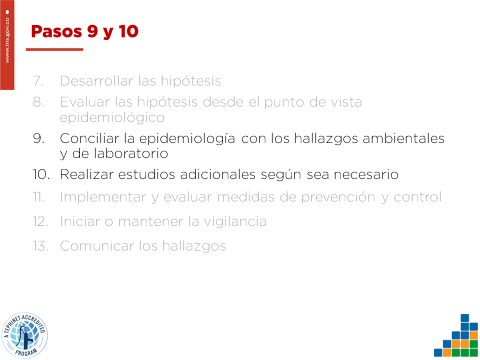 www.ins.gov.co
Pasos 9 y 10
7. Desarrollar las hipótesis
8. Evaluar las hipótesis desde el punto de vista
epidemiológico
9. Conciliar la epidemiología con los hallazgos ambientales
y de laboratorio
10. Realizar estudios adicionales según sea necesario
11. Implementar y evaluar medidas de prevención y control
12. Iniciar o mantener la vigilancia
13. Comunicar los hallazgos
A TEPHINET ACCREDITED
PROGRAM